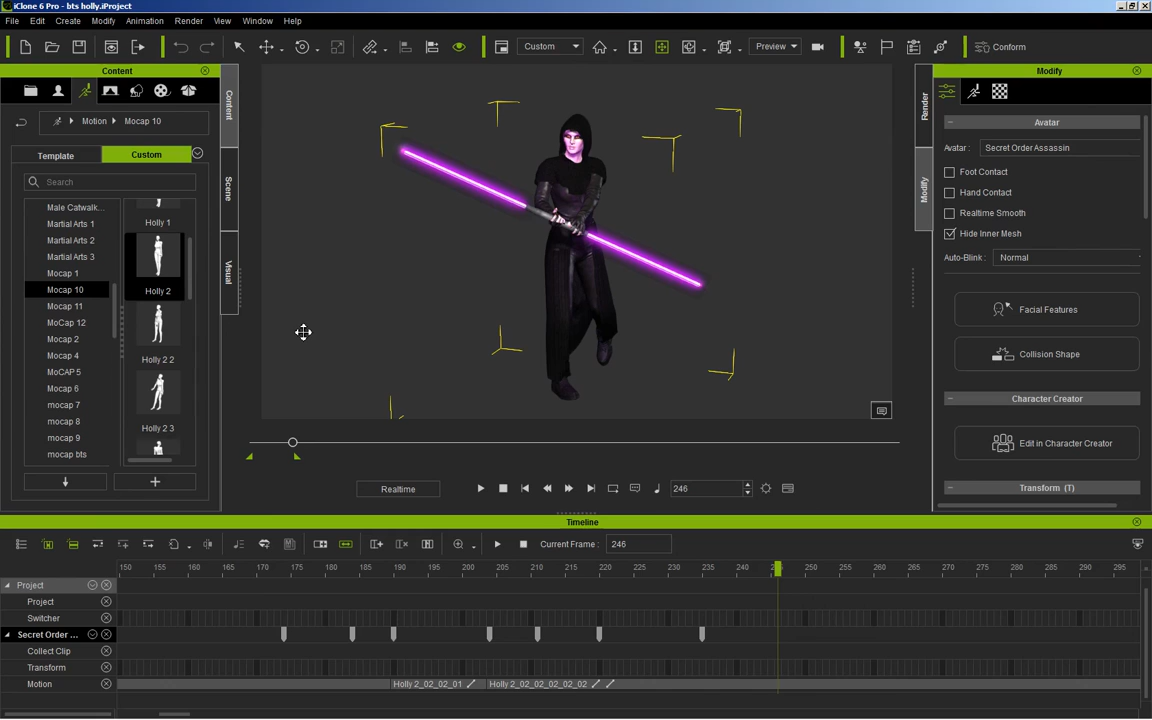 iClone 6 Pro - bts holly.iProject
File Edit Create Modify Animation Render View Window Help
Custom Preview Conform
Content
Motion Mocap 10
Template Custom
Search
Male Catwalk...
Martial Arts 1
Martial Arts 2
Martial Arts 3
Mocap 1
Mocap 10
Mocap 11
MoCap 12
Mocap 2
Mocap 4
MoCAP 5
Mocap 6
mocap 7
mocap 8
mocap 9
mocap bts
Holly 1
Holly 2
Holly 2 2
Holly 2 3
Content
Scene
Visual
Render
Modify
Modify
Avatar
Avatar : Secret Order Assassin
Foot Contact
Hand Contact
Realtime Smooth
Hide Inner Mesh
Auto-Blink : Normal
Facial Features
Collision Shape
Character Creator
Edit in Character Creator
Transform (T)
Realtime 246
Timeline
Current Frame : 246
150 155 160 165 170 175 180 185 190 195 200 205 210 215 220 225 230 235 240 250 255 260 265 270 275 280 285 290 295
Project
Project
Switcher
Secret Order ...
Collect Clip
Transform
Motion Holly 2_02_02_01 Holly 2_02_02_02_02_02